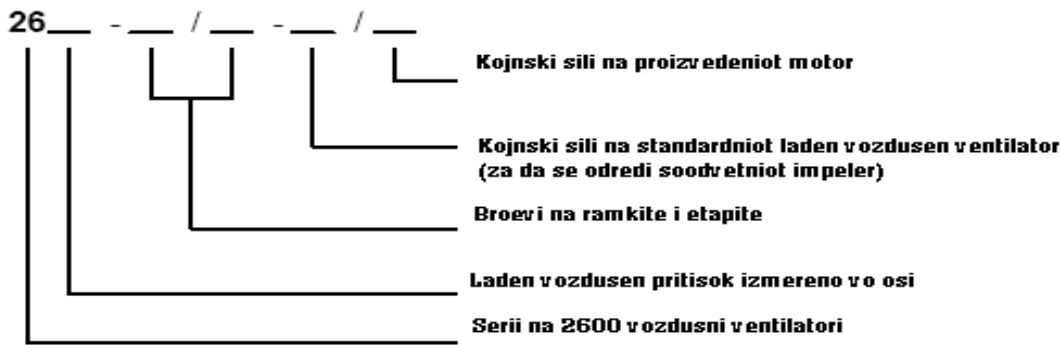 26__ - __ / __ - __ / __
Kojnski sili na proizvedeniot motor
Kojnski sili na standardniot laden vozdusen ventilator
(za da se odredi soodvetniot impeler)
Broevi na ramkite i etapite
Laden vozdusen pritisok izmereno vo osi
Serii na 2600 vozdusni ventilatori